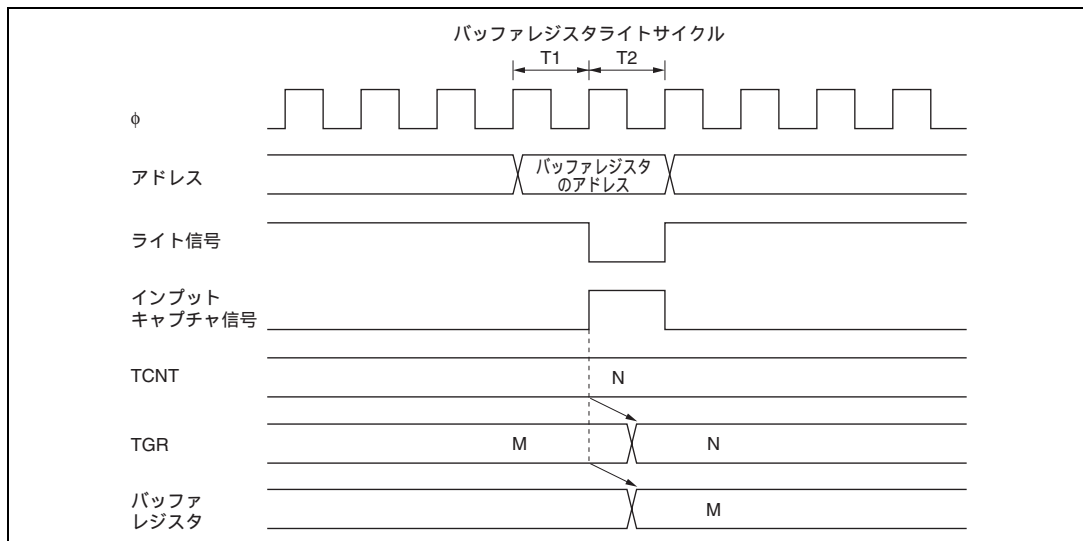 バッファレジスタライトサイクル
T1 T2
φ
アドレス
バッファレジスタ
のアドレス
ライト信号
インプット
キャプチャ信号
TCNT
N
TGR
M
N
バッファ
レジスタ
M